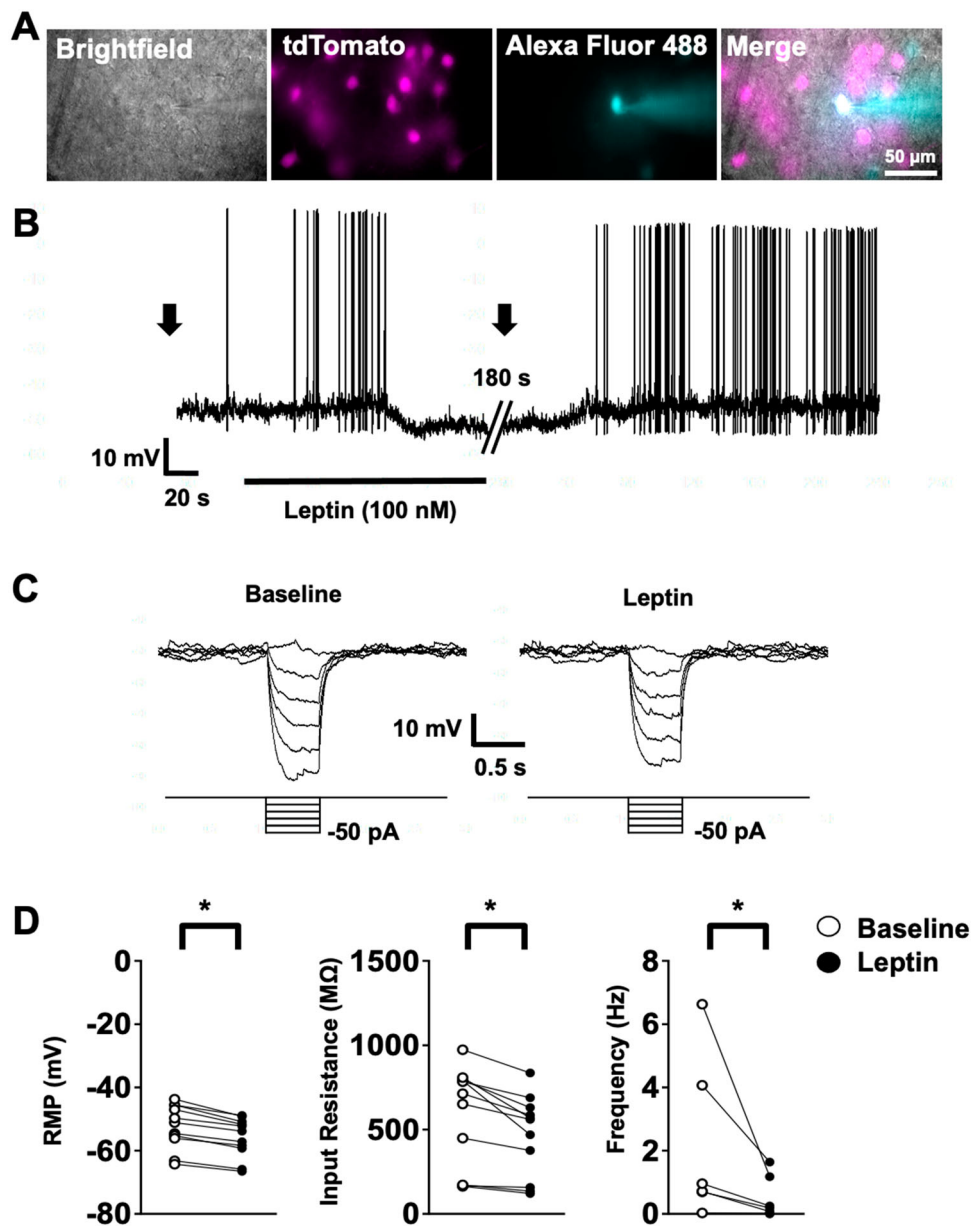 A
Brightfield
tdTomato
Alexa Fluor 488
Merge
50 µm
B
180 s
10 mV
20 s
Leptin (100 nM)
C
Baseline
Leptin
10 mV
0.5 s
-50 pA
-50 pA
D
*
*
*
Baseline
Leptin
RMP (mV)
0
-20
-40
-60
-80
Input Resistance (MΩ)
1500
1000
500
0
Frequency (Hz)
8
6
4
2
0